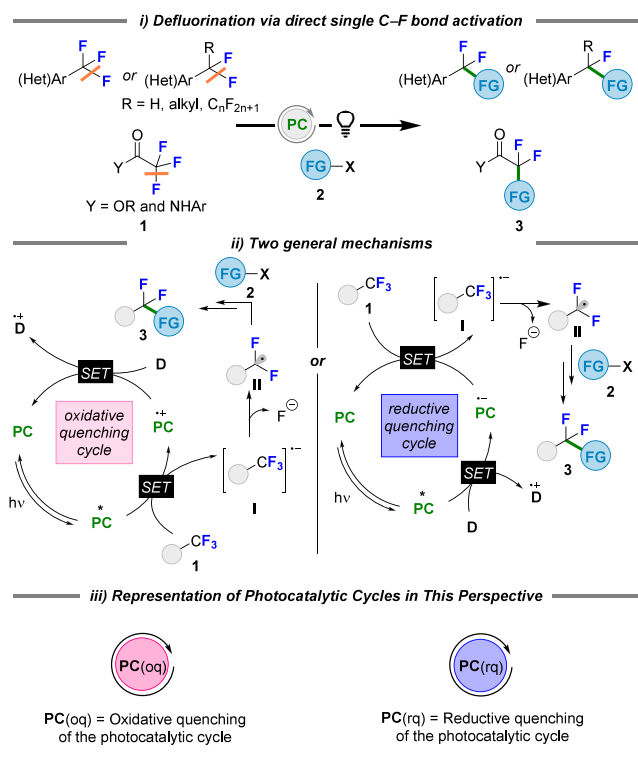 i) Defluorination via direct single C–F bond activation
(Het)Ar F F F or (Het)Ar R F F
R = H, alkyl, CnF2n+1
(Het)Ar F F FG or (Het)Ar R F FG
PC
FG–X
2
Y O F F F
Y = OR and NHAr
1
Y O F F FG
3
ii) Two general mechanisms
FG–X
2
F F FG
3
D•+
SET
D
F F
II
F⊖
PC
oxidative
quenching
cycle
PC•+
[CF3]•−
I
SET
hν
*
PC
CF3
1
or
CF3
1
[CF3]•−
I
F⊖
F F
II
SET
FG–X
2
PC
reductive
quenching
cycle
PC•−
F F FG
3
SET
D•+
hν
*
PC
D
iii) Representation of Photocatalytic Cycles in This Perspective
PC(oq)
PC(rq)
PC(oq) = Oxidative quenching
of the photocatalytic cycle
PC(rq) = Reductive quenching
of the photocatalytic cycle